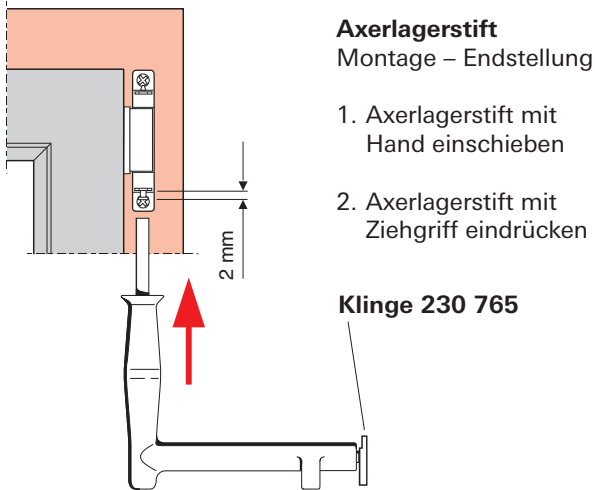 Axerlagerstift
Montage – Endstellung
1. Axerlagerstift mit
Hand einschieben
2. Axerlagerstift mit
Ziehgriff eindrücken
2 mm
Klinge 230 765